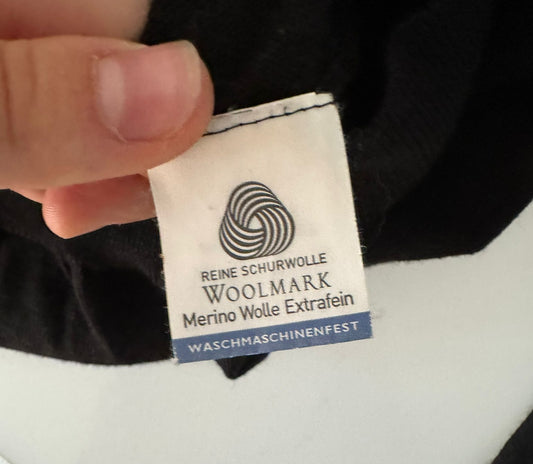 REINE SCHURWOLLE
WOOLMARK
Merino Wolle Extrafein
WASCHMASCHINENFEST